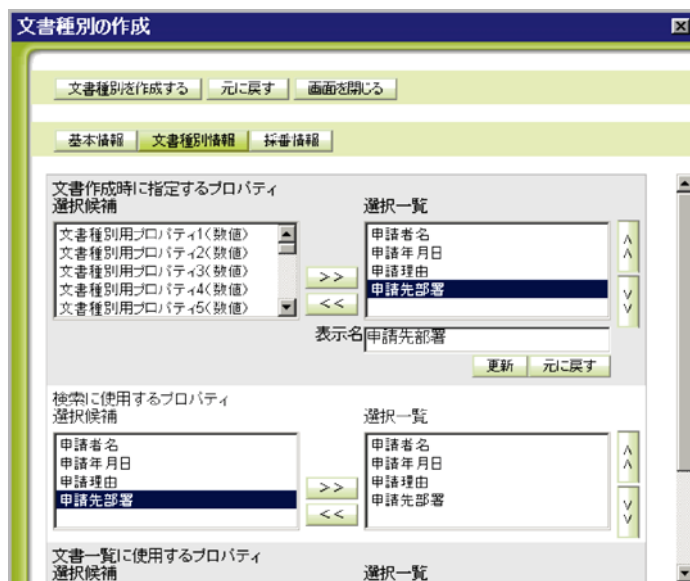 文書種別の作成
文書種別を作成する 元に戻す 画面を閉じる
基本情報 文書種別情報 採番情報
文書作成時に指定するプロパティ
選択候補 選択一覧
文書種別用プロパティ1(数値) 申請者名
文書種別用プロパティ2(数値) 申請年月日
文書種別用プロパティ3(数値) 申請理由
文書種別用プロパティ4(数値) 申請先部署
文書種別用プロパティ5(数値)
>>
<<
表示名 申請先部署
更新 元に戻す
検索に使用するプロパティ
選択候補 選択一覧
申請者名 申請者名
申請年月日 申請年月日
申請理由 申請理由
申請先部署 申請先部署
>>
<<
文書一覧に使用するプロパティ
選択候補 選択一覧